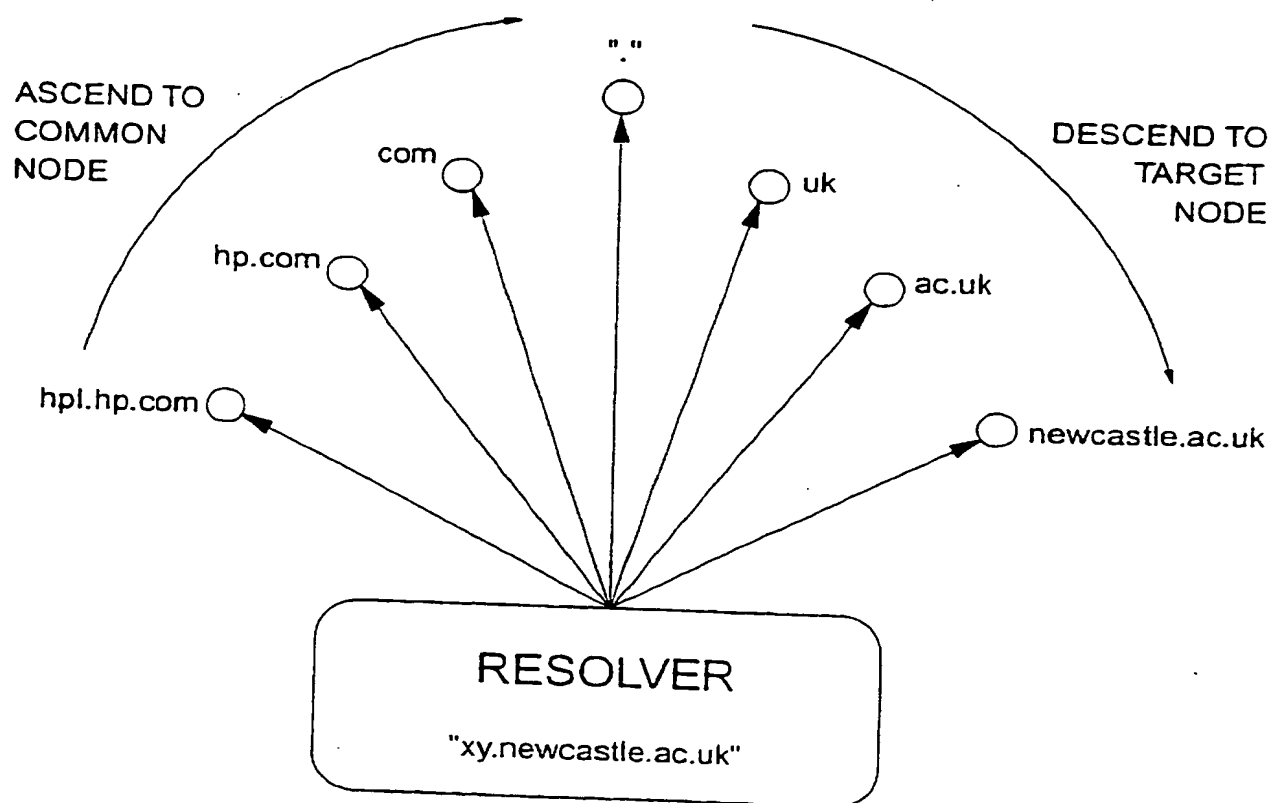 "."
ASCEND TO
COMMON
NODE
DESCEND TO
TARGET
NODE
com
uk
hp.com
ac.uk
hpl.hp.com
newcastle.ac.uk
RESOLVER
"xy.newcastle.ac.uk"